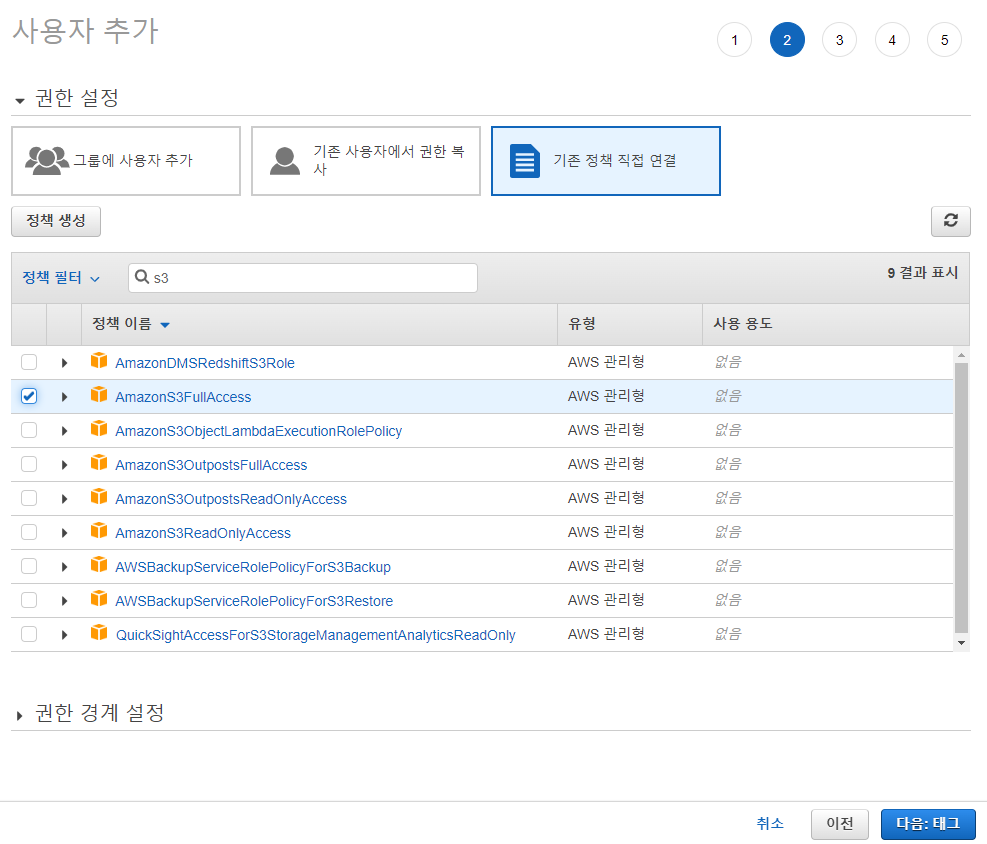 사용자 추가
1 2 3 4 5
권한 설정
그룹에 사용자 추가
기존 사용자에서 권한 복
사
기존 정책 직접 연결
정책 생성
정책 필터 s3 9 결과 표시
정책 이름 유형 사용 용도
AmazonDMSRedshiftS3Role AWS 관리형 없음
AmazonS3FullAccess AWS 관리형 없음
AmazonS3ObjectLambdaExecutionRolePolicy AWS 관리형 없음
AmazonS3OutpostsFullAccess AWS 관리형 없음
AmazonS3OutpostsReadOnlyAccess AWS 관리형 없음
AmazonS3ReadOnlyAccess AWS 관리형 없음
AWSBackupServiceRolePolicyForS3Backup AWS 관리형 없음
AWSBackupServiceRolePolicyForS3Restore AWS 관리형 없음
QuickSightAccessForS3StorageManagementAnalyticsReadOnly AWS 관리형 없음
권한 경계 설정
취소 이전 다음: 태그